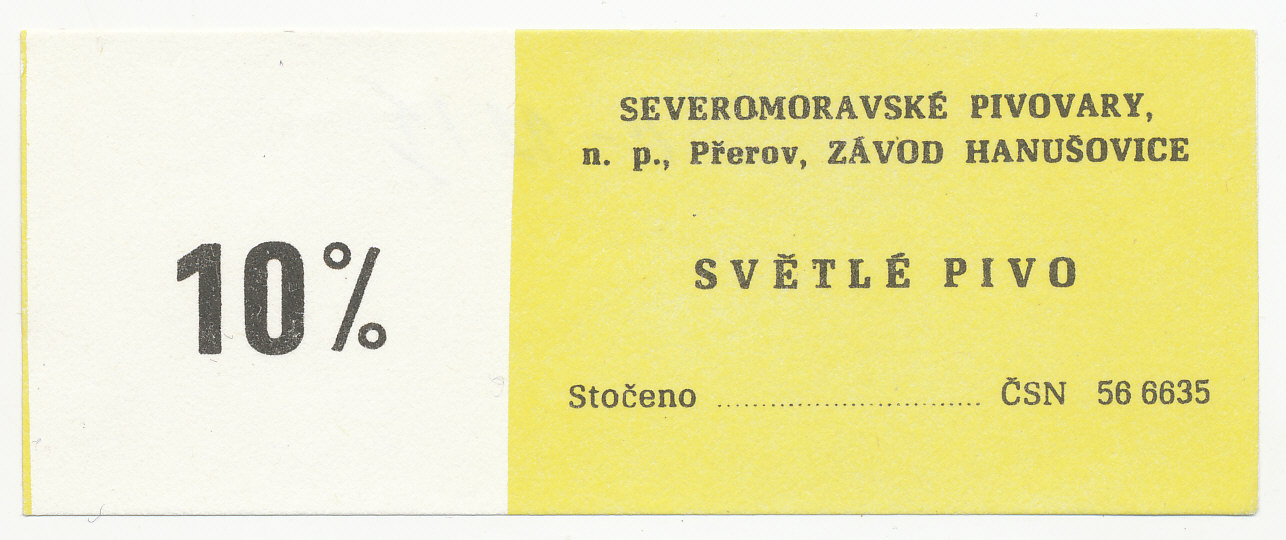 10%
SEVEROMORAVSKÉ PIVOVARY,
n. p., Přerov, ZÁVOD HANUŠOVICE
SVĚTLÉ PIVO
Stočeno .............................. ČSN 56 6635